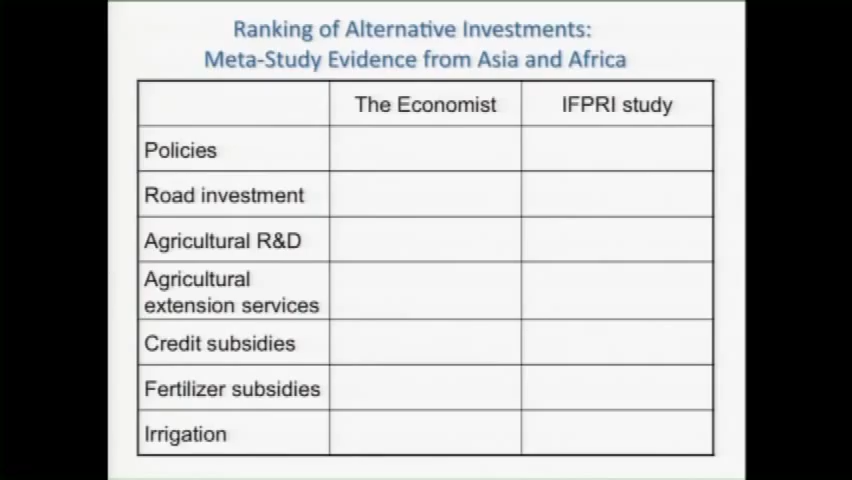 Ranking of Alternative Investments:
Meta-Study Evidence from Asia and Africa
The Economist IFPRI study
Policies
Road investment
Agricultural R&D
Agricultural
extension services
Credit subsidies
Fertilizer subsidies
Irrigation